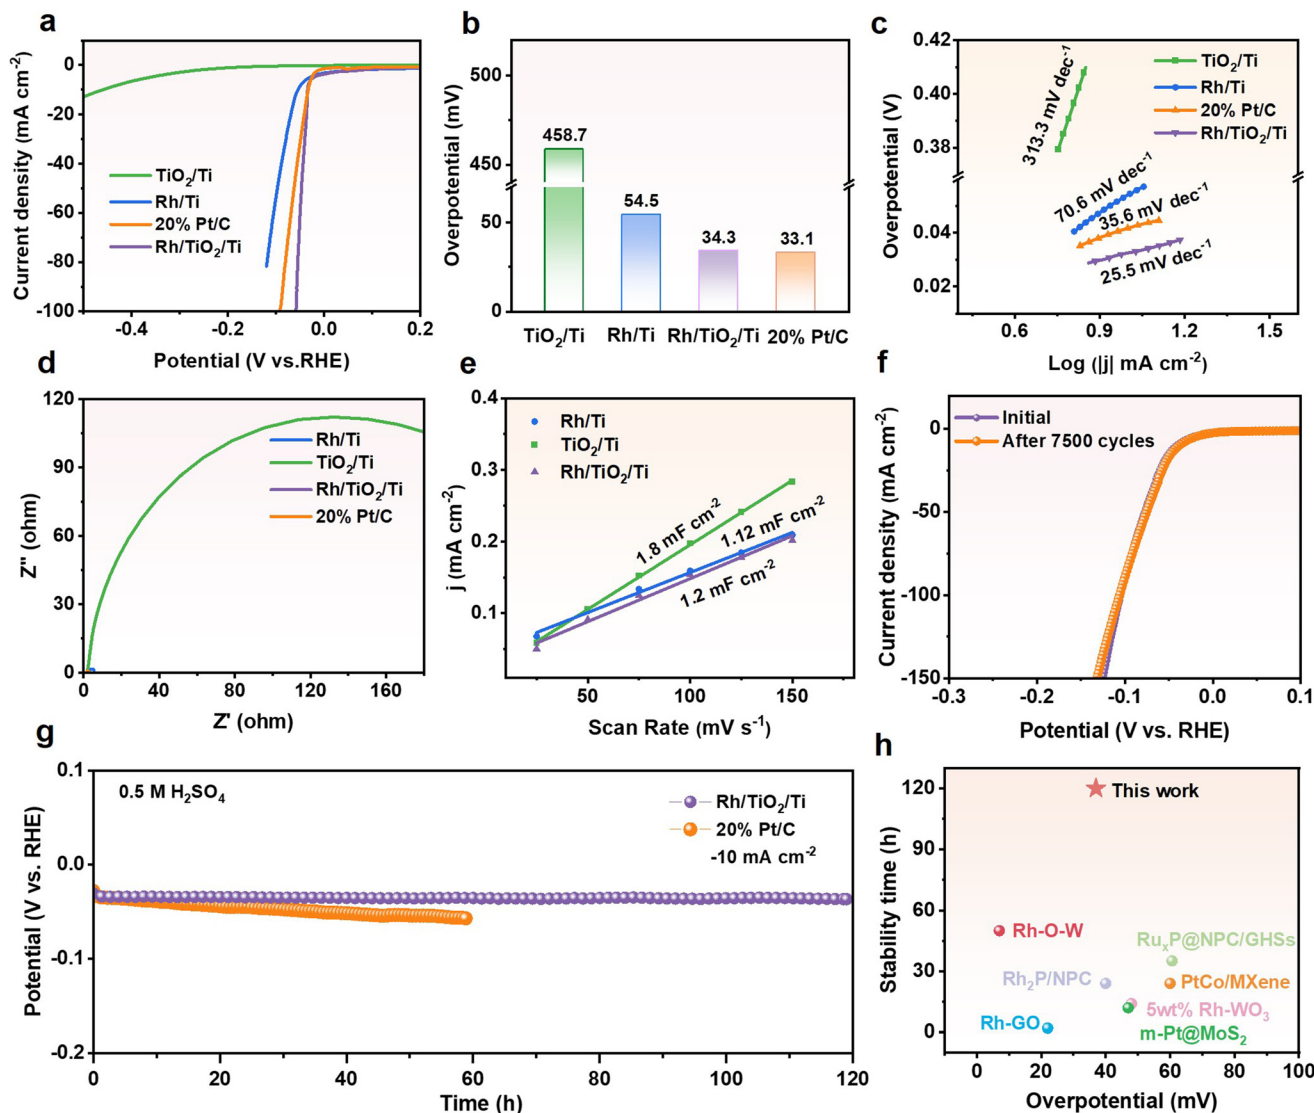 a
Current density (mA cm⁻²)
0
-20
-40
-60
-80
-100
TiO₂/Ti
Rh/Ti
20% Pt/C
Rh/TiO₂/Ti
-0.4
-0.2
0.0
0.2
Potential (V vs.RHE)
b
Overpotential (mV)
500
450
50
0
458.7
54.5
34.3
33.1
TiO₂/Ti
Rh/Ti
Rh/TiO₂/Ti
20% Pt/C
c
Overpotential (V)
0.42
0.40
0.38
0.04
0.02
313.3 mV dec⁻¹
70.6 mV dec⁻¹
35.6 mV dec⁻¹
25.5 mV dec⁻¹
TiO₂/Ti
Rh/Ti
20% Pt/C
Rh/TiO₂/Ti
0.6
0.9
1.2
1.5
Log (|j| mA cm⁻²)
d
Z'' (ohm)
120
90
60
30
0
Rh/Ti
TiO₂/Ti
Rh/TiO₂/Ti
20% Pt/C
0
40
80
120
160
Z' (ohm)
e
j (mA cm⁻²)
0.4
0.3
0.2
0.1
Rh/Ti
TiO₂/Ti
Rh/TiO₂/Ti
1.8 mF cm⁻²
1.12 mF cm⁻²
1.2 mF cm⁻²
50
100
150
Scan Rate (mV s⁻¹)
f
Current density (mA cm⁻²)
0
-50
-100
-150
Initial
After 7500 cycles
-0.3
-0.2
-0.1
0.0
0.1
Potential (V vs. RHE)
g
Potential (V vs. RHE)
0.1
0.0
-0.1
-0.2
0.5 M H₂SO₄
Rh/TiO₂/Ti
20% Pt/C
-10 mA cm⁻²
0
20
40
60
80
100
120
Time (h)
h
Stability time (h)
120
90
60
30
0
This work
Rh-O-W
RuₓP@NPC/GHSs
Rh₂P/NPC
PtCo/MXene
5wt% Rh-WO₃
Rh-GO
m-Pt@MoS₂
0
20
40
60
80
100
Overpotential (mV)